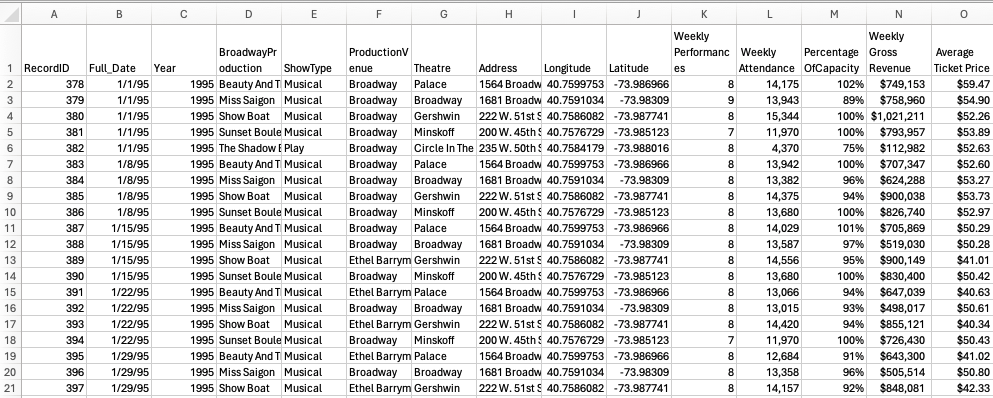 A B C D E F G H I J K L M N O
1 RecordID Full_Date Year BroadwayPr oduction ShowType ProductionV enue Theatre Address Longitude Latitude Weekly Performanc es Weekly Attendance Percentage OfCapacity Weekly Gross Revenue Average Ticket Price
2 378 1/1/95 1995 Beauty And T Musical Broadway Palace 1564 Broadw 40.7599753 -73.986966 8 14,175 102% $749,153 $59.47
3 379 1/1/95 1995 Miss Saigon Musical Broadway Broadway 1681 Broadw 40.7591034 -73.98309 9 13,943 89% $758,960 $54.90
4 380 1/1/95 1995 Show Boat Musical Broadway Gershwin 222 W. 51st S 40.7586082 -73.987741 8 15,344 100% $1,021,211 $52.26
5 381 1/1/95 1995 Sunset Boule Musical Broadway Minskoff 200 W. 45th S 40.7576729 -73.985123 7 11,970 100% $793,957 $53.89
6 382 1/1/95 1995 The Shadow B Play Broadway Circle In The 235 W. 50th S 40.7584179 -73.988016 8 4,370 75% $112,982 $52.63
7 383 1/8/95 1995 Beauty And T Musical Broadway Palace 1564 Broadw 40.7599753 -73.986966 8 13,942 100% $707,347 $52.60
8 384 1/8/95 1995 Miss Saigon Musical Broadway Broadway 1681 Broadw 40.7591034 -73.98309 8 13,382 96% $624,288 $53.27
9 385 1/8/95 1995 Show Boat Musical Broadway Gershwin 222 W. 51st S 40.7586082 -73.987741 8 14,375 94% $900,038 $53.73
10 386 1/8/95 1995 Sunset Boule Musical Broadway Minskoff 200 W. 45th S 40.7576729 -73.985123 8 13,680 100% $826,740 $52.97
11 387 1/15/95 1995 Beauty And T Musical Broadway Palace 1564 Broadw 40.7599753 -73.986966 8 14,029 101% $705,869 $50.29
12 388 1/15/95 1995 Miss Saigon Musical Broadway Broadway 1681 Broadw 40.7591034 -73.98309 8 13,587 97% $519,030 $50.28
13 389 1/15/95 1995 Show Boat Musical Ethel Barrym Gershwin 222 W. 51st S 40.7586082 -73.987741 8 14,556 95% $900,149 $41.01
14 390 1/15/95 1995 Sunset Boule Musical Broadway Minskoff 200 W. 45th S 40.7576729 -73.985123 8 13,680 100% $830,400 $50.42
15 391 1/22/95 1995 Beauty And T Musical Ethel Barrym Palace 1564 Broadw 40.7599753 -73.986966 8 13,066 94% $647,039 $40.63
16 392 1/22/95 1995 Miss Saigon Musical Broadway Broadway 1681 Broadw 40.7591034 -73.98309 8 13,015 93% $498,017 $50.61
17 393 1/22/95 1995 Show Boat Musical Ethel Barrym Gershwin 222 W. 51st S 40.7586082 -73.987741 8 14,420 94% $855,121 $40.34
18 394 1/22/95 1995 Sunset Boule Musical Broadway Minskoff 200 W. 45th S 40.7576729 -73.985123 7 11,970 100% $726,430 $50.43
19 395 1/29/95 1995 Beauty And T Musical Ethel Barrym Palace 1564 Broadw 40.7599753 -73.986966 8 12,684 91% $643,300 $41.02
20 396 1/29/95 1995 Miss Saigon Musical Broadway Broadway 1681 Broadw 40.7591034 -73.98309 8 13,358 96% $505,514 $50.80
21 397 1/29/95 1995 Show Boat Musical Ethel Barrym Gershwin 222 W. 51st S 40.7586082 -73.987741 8 14,157 92% $848,081 $42.33